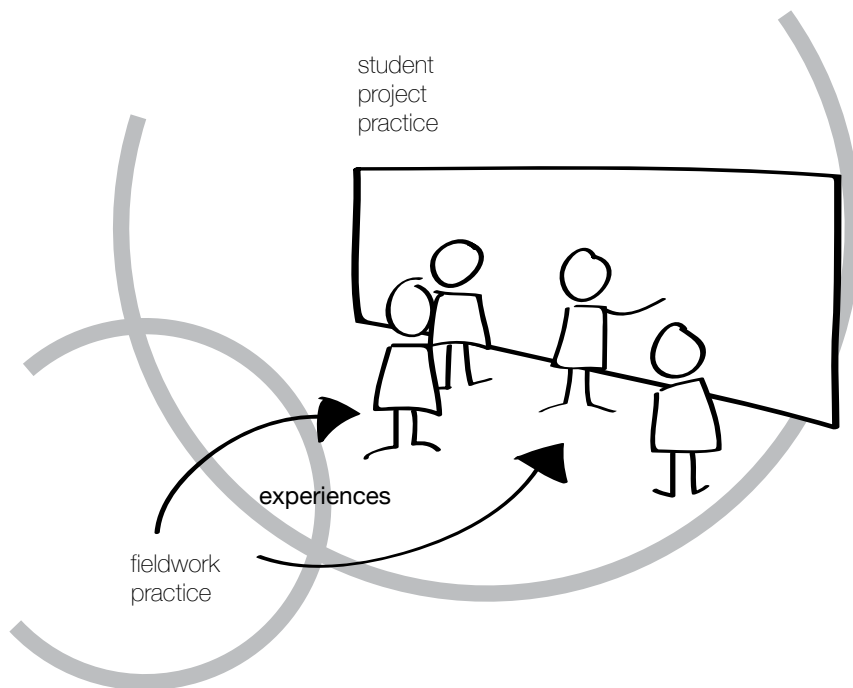 student
project
practice
experiences
fieldwork
practice